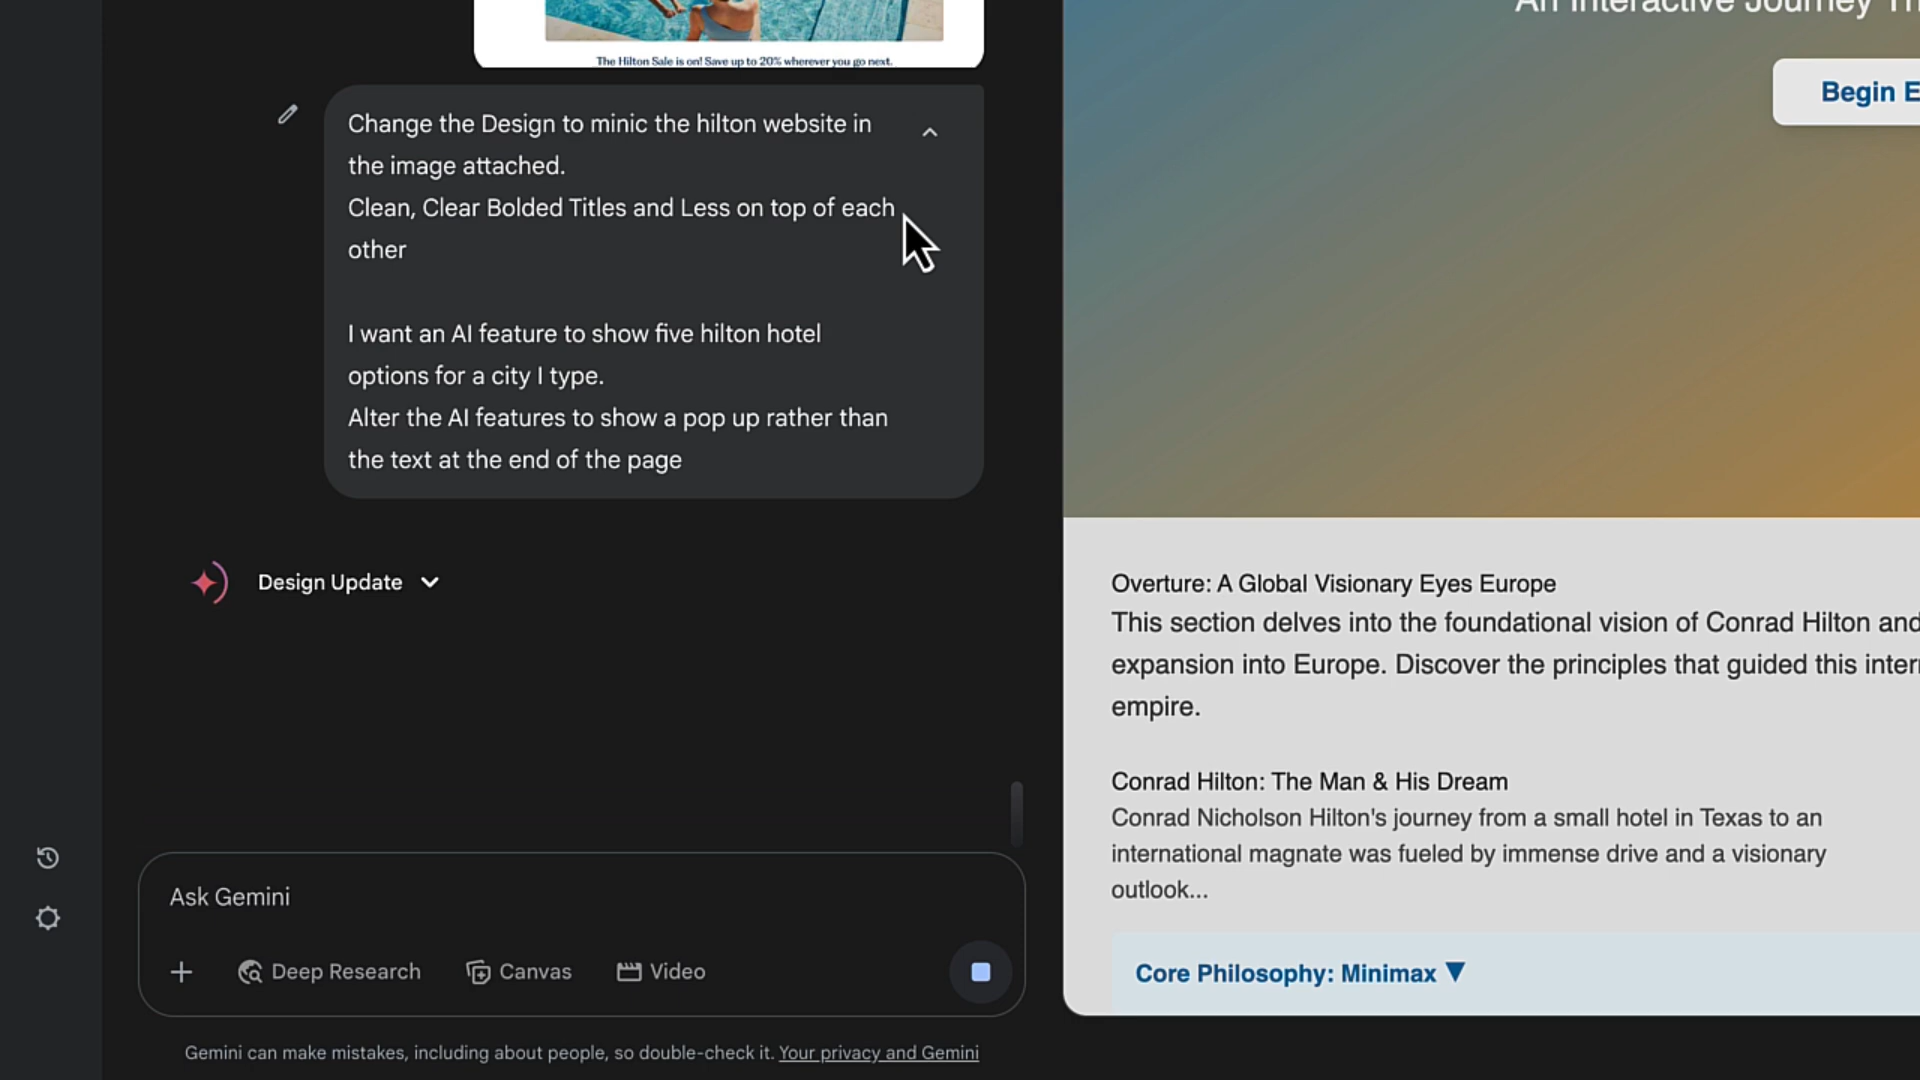 The Hilton Sale is on! Save up to 20% wherever you go next.
Change the Design to minic the hilton website in
the image attached.
Clean, Clear Bolded Titles and Less on top of each
other
I want an AI feature to show five hilton hotel
options for a city I type.
Alter the AI features to show a pop up rather than
the text at the end of the page
Design Update
Ask Gemini
Deep Research
Canvas
Video
Gemini can make mistakes, including about people, so double-check it. Your privacy and Gemini
An Interactive Journey
Begin
Overture: A Global Visionary Eyes Europe
This section delves into the foundational vision of Conrad Hilton and
expansion into Europe. Discover the principles that guided this
empire.
Conrad Hilton: The Man & His Dream
Conrad Nicholson Hilton's journey from a small hotel in Texas to an
international magnate was fueled by immense drive and a visionary
outlook...
Core Philosophy: Minimax ▼